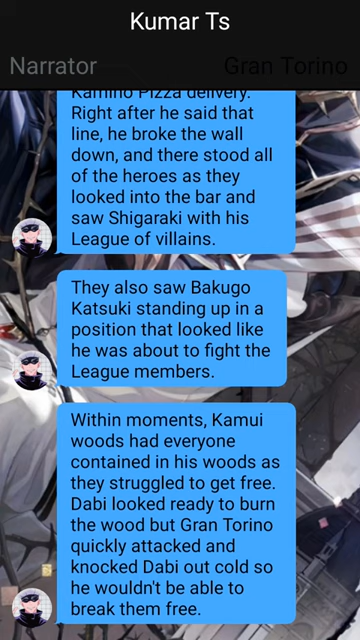 Kumar Ts
Narrator
Gran Torino
Kamino Pizza delivery.
Right after he said that
line, he broke the wall
down, and there stood all
of the heroes as they
looked into the bar and
saw Shigaraki with his
League of villains.
They also saw Bakugo
Katsuki standing up in a
position that looked like
he was about to fight the
League members.
Within moments, Kamui
woods had everyone
contained in his woods as
they struggled to get free.
Dabi looked ready to burn
the wood but Gran Torino
quickly attacked and
knocked Dabi out cold so
he wouldn't be able to
break them free.